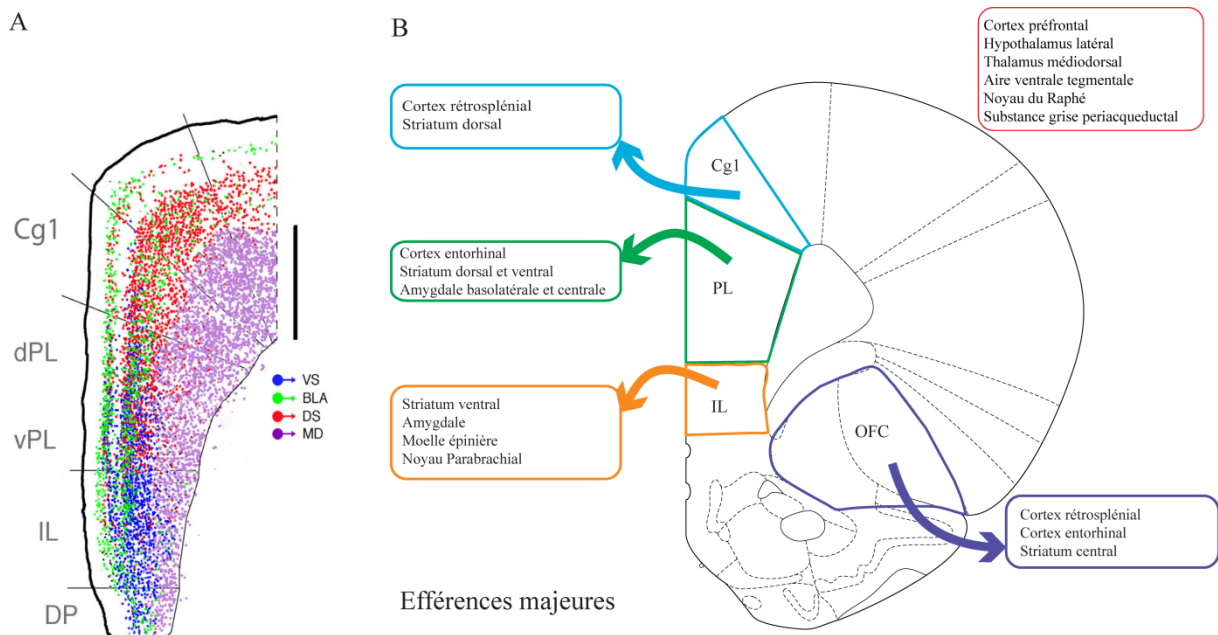 A
Cg1
dPL
vPL
IL
DP
VS
BLA
DS
MD
B
Cortex préfrontal
Hypothalamus latéral
Thalamus médiodorsal
Aire ventrale tegmentale
Noyau du Raphé
Substance grise periacqueductal
Cortex rétrosplénial
Striatum dorsal
Cg1
Cortex entorhinal
Striatum dorsal et ventral
Amygdale basolatérale et centrale
PL
Striatum ventral
Amygdale
Moelle épinière
Noyau Parabrachial
IL
OFC
Cortex rétrosplénial
Cortex entorhinal
Striatum central
Efférences majeures